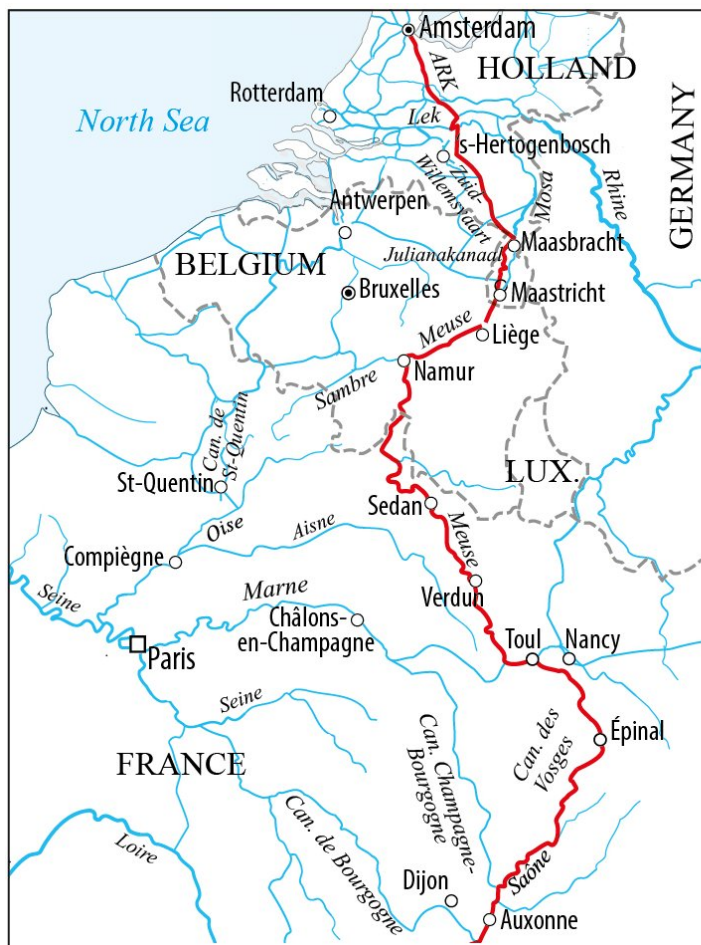 Amsterdam
HOLLAND
ARK
Rotterdam
North Sea
Lek
's-Hertogenbosch
GERMANY
Zuid-
Willemsvaart
Mosa
Rhine
Antwerpen
Maasbracht
Julianakanaal
BELGIUM
Bruxelles
Maastricht
Meuse
Liège
Namur
Sambre
Can. de
St-Quentin
St-Quentin
LUX.
Sedan
Oise
Aisne
Meuse
Compiègne
Verdun
Seine
Marne
Châlons-
en-Champagne
Toul
Nancy
Paris
Seine
Épinal
Can. des
Vosges
FRANCE
Can. Champagne-
Bourgogne
Can. de Bourgogne
Loire
Saône
Dijon
Auxonne